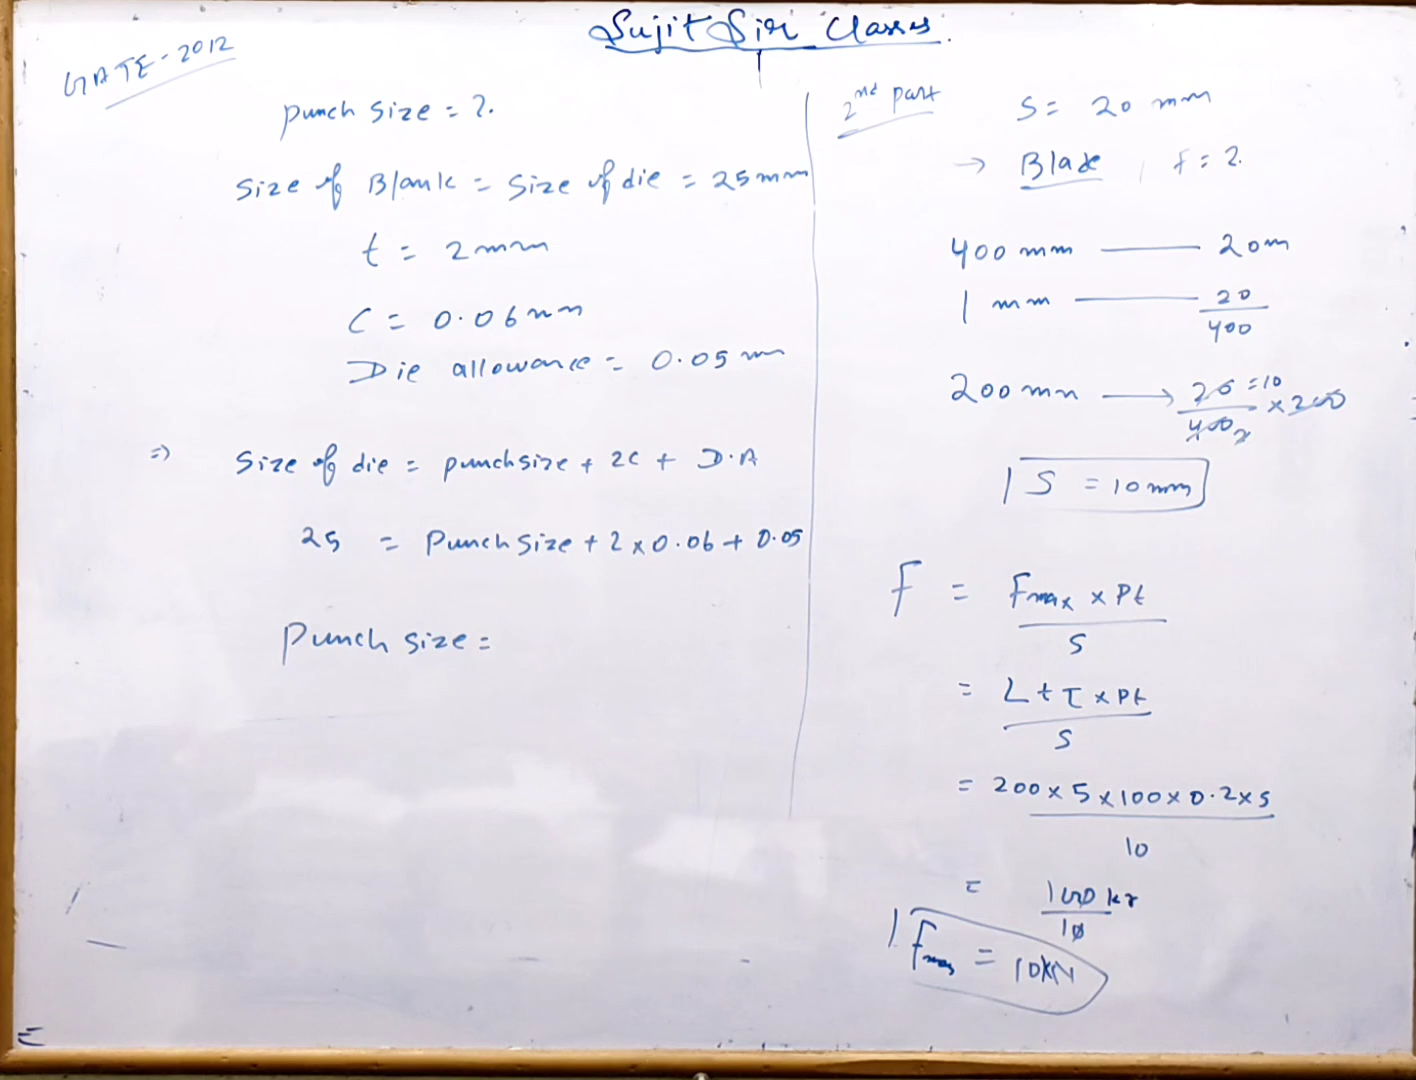 Sujit Sir Classes.
GATE-2012
Punch Size = ?.
Size of Blank = Size of die = 25mm
t = 2mm
C = 0.06mm
Die allowance = 0.05 mm
=> Size of die = punch size + 2C + D.A
25 = Punch Size + 2 x 0.06 + 0.05
Punch Size =
2nd part
S = 20 mm
→ Blade f = ?.
400 mm — 20m
1 mm — 20/400
200 mm → 20/400 x 200 = 10
S = 10mm
F = Fmax x Pt / S
= L t τ x Pt / S
= 200 x 5 x 100 x 0.2 x 5 / 10
= 100 / 10
Fmax = 10KN